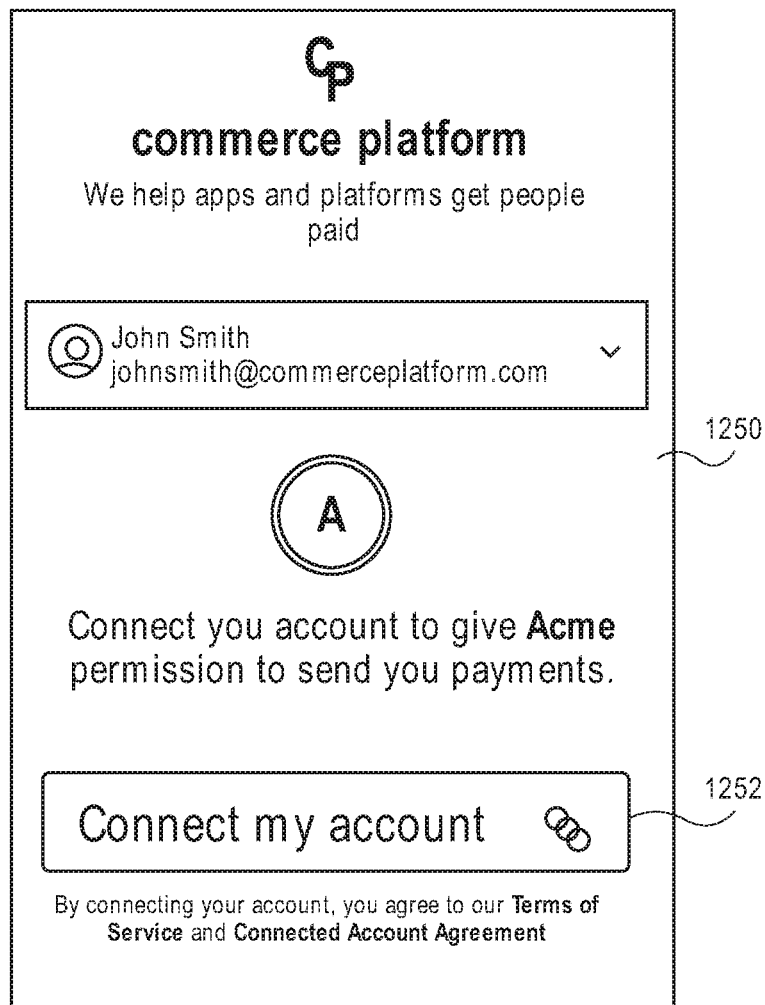 CP
commerce platform
We help apps and platforms get people
paid
John Smith
johnsmith@commerceplatform.com
1250
A
Connect you account to give Acme
permission to send you payments.
1252
Connect my account
By connecting your account, you agree to our Terms of
Service and Connected Account Agreement